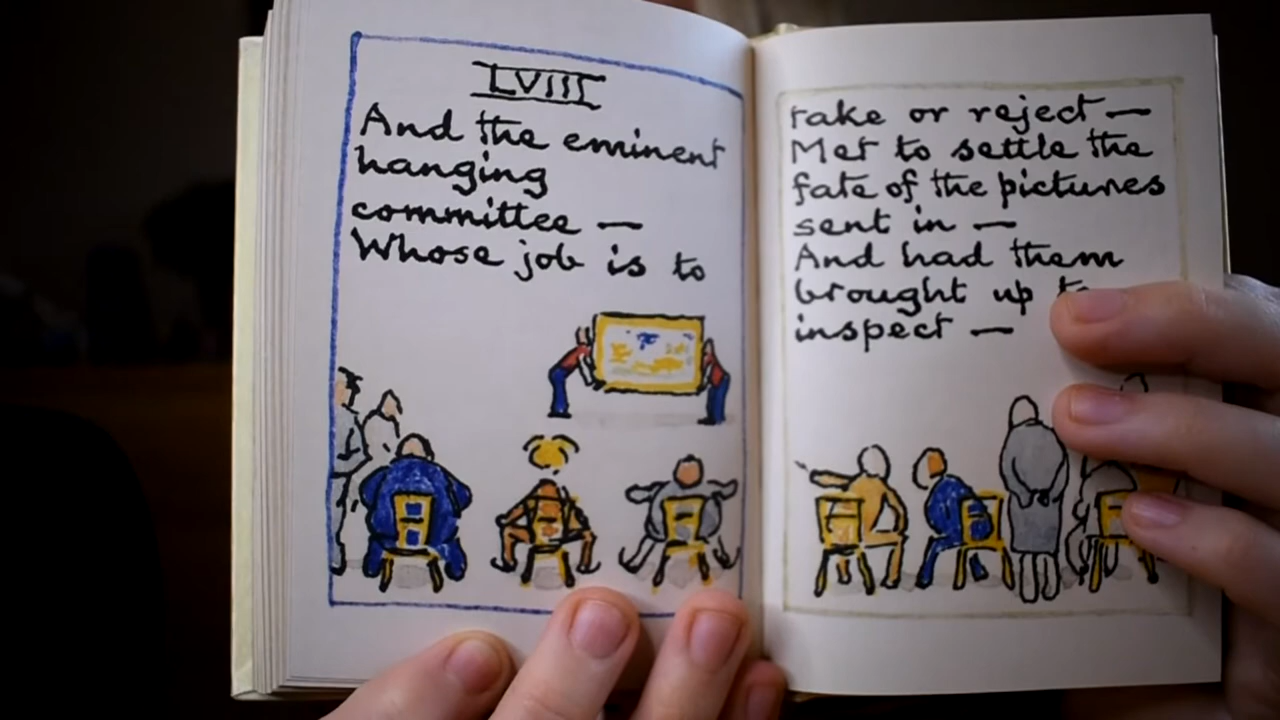 LVIII
And the eminent
hanging
committee —
Whose job is to
take or reject —
Met to settle the
fate of the pictures
sent in —
And had them
brought up to
inspect —